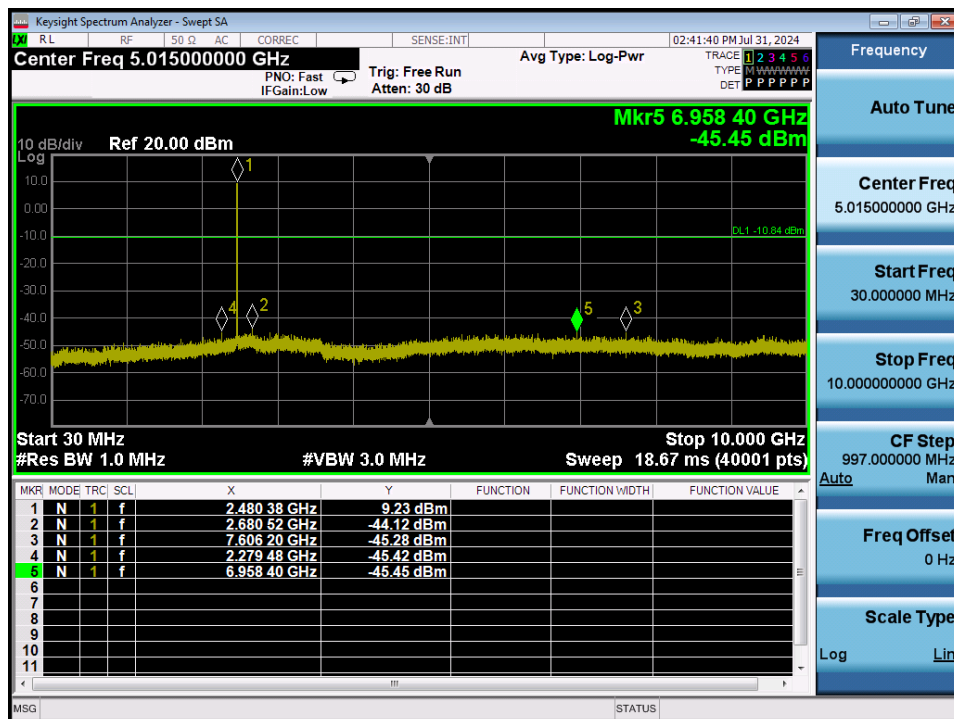 Keysight Spectrum Analyzer - Swept SA
LXI RL RF 50 Ω AC CORREC SENSE:INT 02:41:40 PM Jul 31, 2024
Center Freq 5.015000000 GHz
PNO: Fast
IFGain:Low
Trig: Free Run
Atten: 30 dB
Avg Type: Log-Pwr
TRACE 1 2 3 4 5 6
TYPE M W W W W W
DET P P P P P P
Mkr5 6.958 40 GHz
-45.45 dBm
10 dB/div Ref 20.00 dBm
Log
10.0
0.00
-10.0
-20.0
-30.0
-40.0
-50.0
-60.0
-70.0
1
4
2
5
3
DL1 -10.84 dBm
Start 30 MHz Stop 10.000 GHz
#Res BW 1.0 MHz #VBW 3.0 MHz Sweep 18.67 ms (40001 pts)
MKR MODE TRC SCL X Y FUNCTION FUNCTION WIDTH FUNCTION VALUE
1 N 1 f 2.480 38 GHz 9.23 dBm
2 N 1 f 2.680 52 GHz -44.12 dBm
3 N 1 f 7.606 20 GHz -45.28 dBm
4 N 1 f 2.279 48 GHz -45.42 dBm
5 N 1 f 6.958 40 GHz -45.45 dBm
6
7
8
9
10
11
MSG STATUS
Frequency
Auto Tune
Center Freq
5.015000000 GHz
Start Freq
30.000000 MHz
Stop Freq
10.000000000 GHz
CF Step
997.000000 MHz
Auto Man
Freq Offset
0 Hz
Scale Type
Log Lin